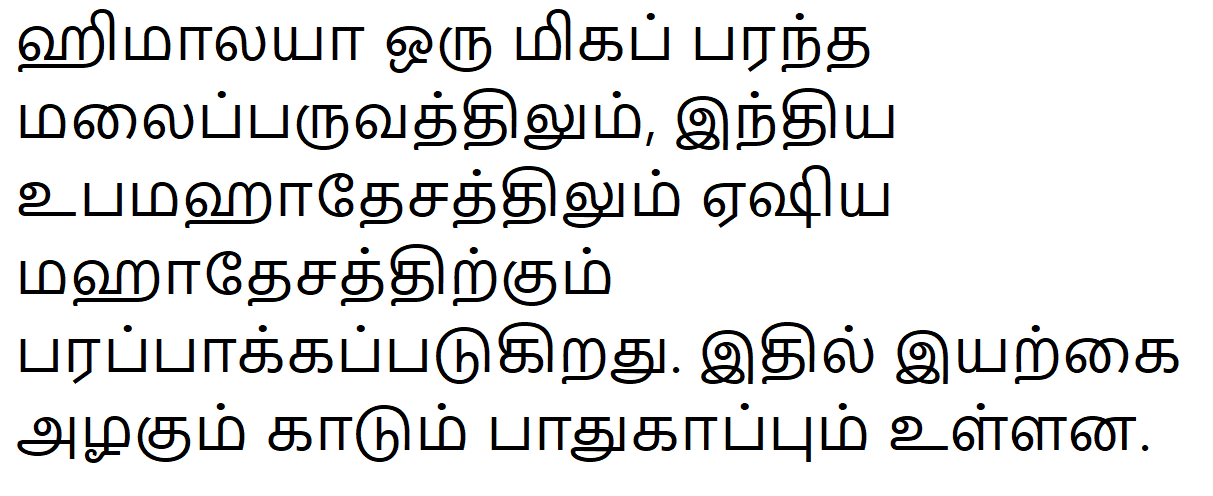 ஹிமாலயா ஒரு மிகப் பரந்த
மலைப்பருவத்திலும், இந்திய
உபமஹாதேசத்திலும் ஏஷிய
மஹாதேசத்திற்கும்
பரப்பாக்கப்படுகிறது. இதில் இயற்கை
அழகும் காடும் பாதுகாப்பும் உள்ளன.